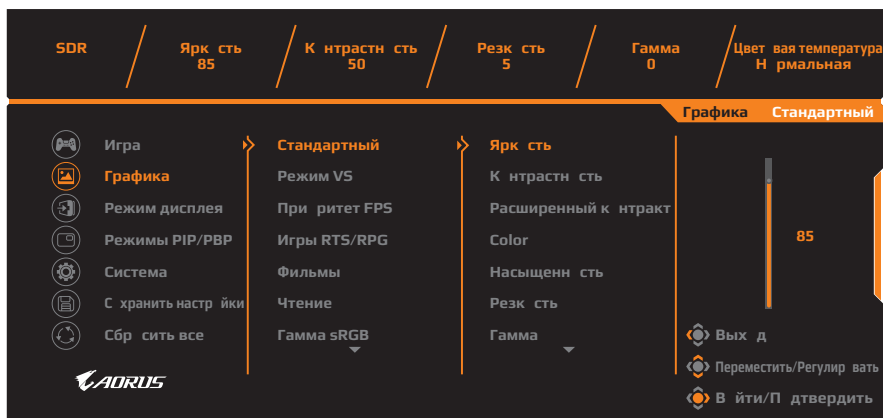 SDR
Ярк сть
85
К нтрастн сть
50
Резк сть
5
Гамма
0
Цвет вая температура
Н рмальная
Графика Стандартный
Игра
Графика
Режим дисплея
Режимы PIP/PBP
Система
С хранить настр йки
Сбр сить все
Стандартный
Режим VS
При ритет FPS
Игры RTS/RPG
Фильмы
Чтение
Гамма sRGB
Ярк сть
К нтрастн сть
Расширенный к нтракт
Color
Насыщенн сть
Резк сть
Гамма
85
Вых д
Переместить/Регулир вать
В йти/П дтвердить
AORUS